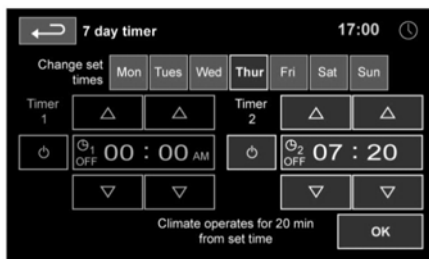 7 day timer 17:00
Change set times Mon Tues Wed Thur Fri Sat Sun
Timer 1 Timer 2
1 OFF 00 : 00 AM 2 OFF 07 : 20
Climate operates for 20 min
from set time
OK